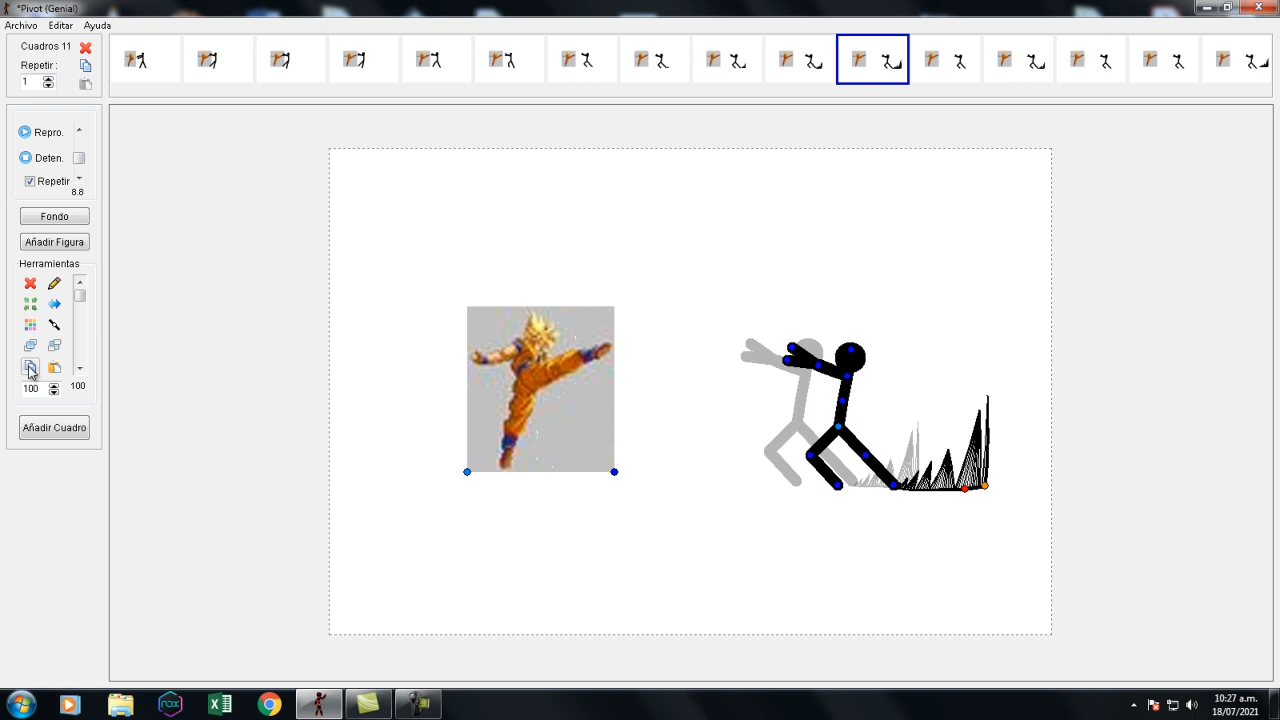 *Pivot (Genial)
Archivo Editar Ayuda
Cuadros 11
Repetir :
1
Repro.
Deten.
Repetir
8.8
Fondo
Añadir Figura
Herramientas
100
100
Añadir Cuadro
nox
10:27 a.m.
18/07/2021